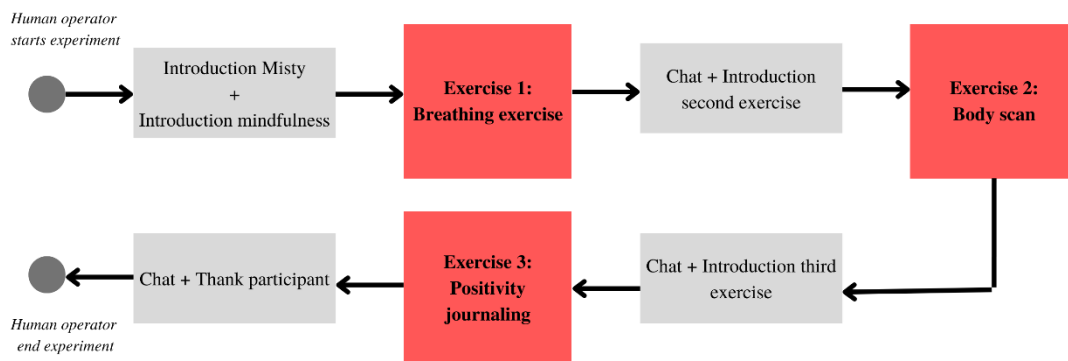 Human operator
starts experiment
Introduction Misty
+
Introduction mindfulness
Exercise 1:
Breathing exercise
Chat + Introduction
second exercise
Exercise 2:
Body scan
Chat + Introduction third
exercise
Exercise 3:
Positivity
journaling
Chat + Thank participant
Human operator
end experiment